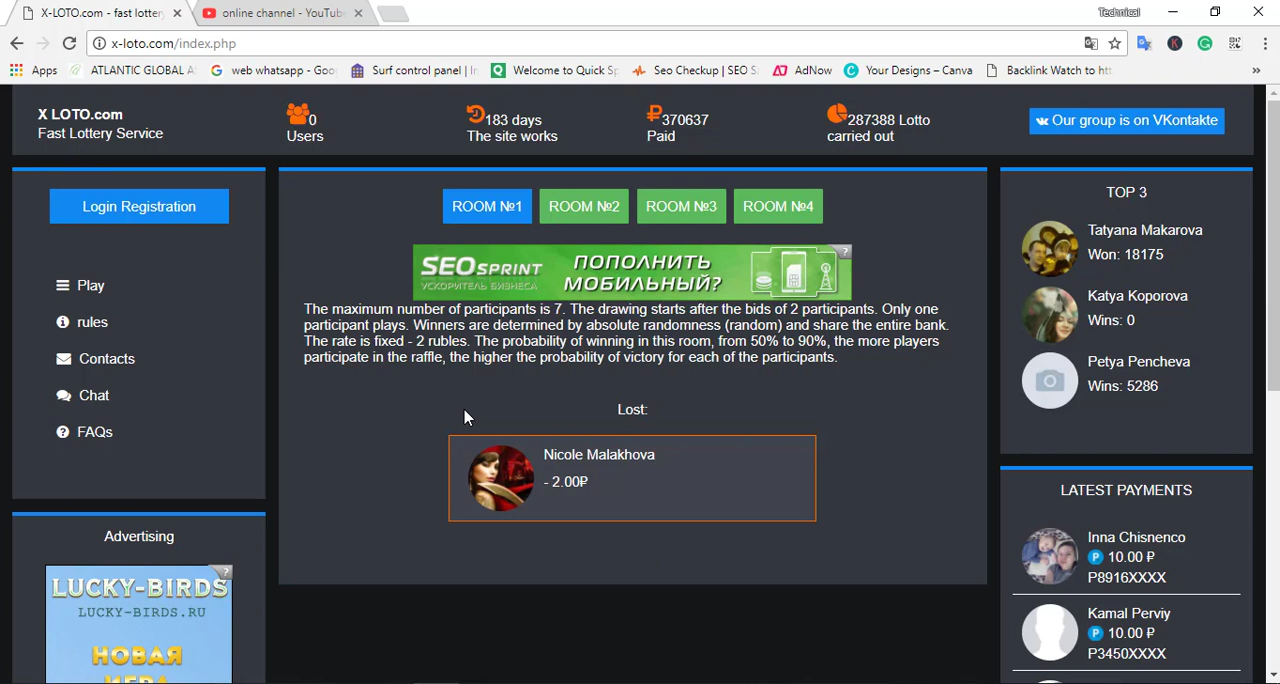 X-LOTO.com - fast lotter
online channel - YouTub
Technical
x-loto.com/index.php
Apps
ATLANTIC GLOBAL A
web whatsapp - Goo
Surf control panel | In
Welcome to Quick Sp
Seo Checkup | SEO S
AdNow
Your Designes – Canva
Backlink Watch to htt
»
X LOTO.com
Fast Lottery Service
0
Users
183 days
The site works
370637
Paid
287388 Lotto
carried out
Our group is on VKontakte
Login Registration
Play
rules
Contacts
Chat
FAQs
Advertising
LUCKY-BIRDS
LUCKY-BIRDS.RU
НОВАЯ
ROOM №1
ROOM №2
ROOM №3
ROOM №4
SEO SPRINT
УСКОРИТЕЛЬ БИЗНЕСА
ПОПОЛНИТЬ
МОБИЛЬНЫЙ?
The maximum number of participants is 7. The drawing starts after the bids of 2 participants. Only one
participant plays. Winners are determined by absolute randomness (random) and share the entire bank.
The rate is fixed - 2 rubles. The probability of winning in this room, from 50% to 90%, the more players
participate in the raffle, the higher the probability of victory for each of the participants.
Lost:
Nicole Malakhova
- 2.00₽
TOP 3
Tatyana Makarova
Won: 18175
Katya Koporova
Wins: 0
Petya Pencheva
Wins: 5286
LATEST PAYMENTS
Inna Chisnenco
10.00 ₽
P8916XXXX
Kamal Perviy
10.00 ₽
P3450XXXX